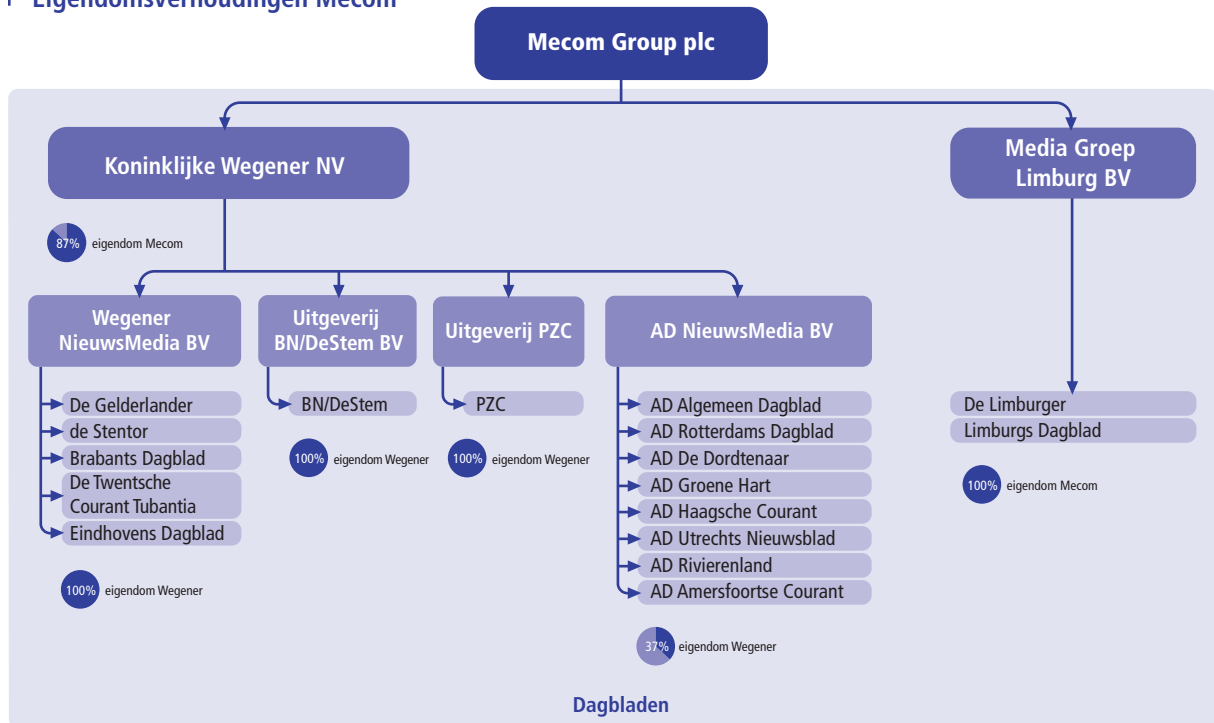 Eigendomsverhoudingen Mecom
Mecom Group plc
Koninklijke Wegener NV
Media Groep
Limburg BV
87% eigendom Mecom
Wegener
NieuwsMedia BV
Uitgeverij
BN/DeStem BV
Uitgeverij PZC
AD NieuwsMedia BV
De Gelderlander
de Stentor
Brabants Dagblad
De Twentsche
Courant Tubantia
Eindhovens Dagblad
100% eigendom Wegener
BN/DeStem
100% eigendom Wegener
PZC
100% eigendom Wegener
AD Algemeen Dagblad
AD Rotterdams Dagblad
AD De Dordtenaar
AD Groene Hart
AD Haagsche Courant
AD Utrechts Nieuwsblad
AD Rivierenland
AD Amersfoortse Courant
37% eigendom Wegener
De Limburger
Limburgs Dagblad
100% eigendom Mecom
Dagbladen